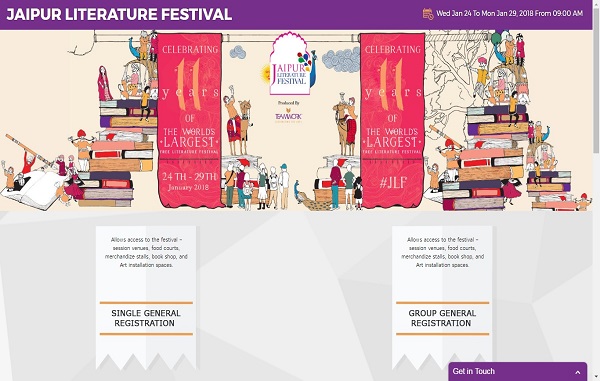 JAIPUR LITERATURE FESTIVAL
Wed Jan 24 To Mon Jan 29, 2018 From 09:00 AM
CELEBRATING
11
years
OF
THE WORLD'S
LARGEST
FREE LITERATURE FESTIVAL
24 TH - 29TH
January 2018
JAIPUR
LITERATURE
FESTIVAL
Produced By
TEAMWORK
CELEBRATING
11
years
OF
THE WORLD'S
LARGEST
FREE LITERATURE FESTIVAL
#JLF
Allows access to the festival –
session venues, food courts,
merchandize stalls, book shop, and
Art installation spaces.
SINGLE GENERAL
REGISTRATION
Allows access to the festival –
session venues, food courts,
merchandize stalls, book shop, and
Art installation spaces.
GROUP GENERAL
REGISTRATION
Get in Touch